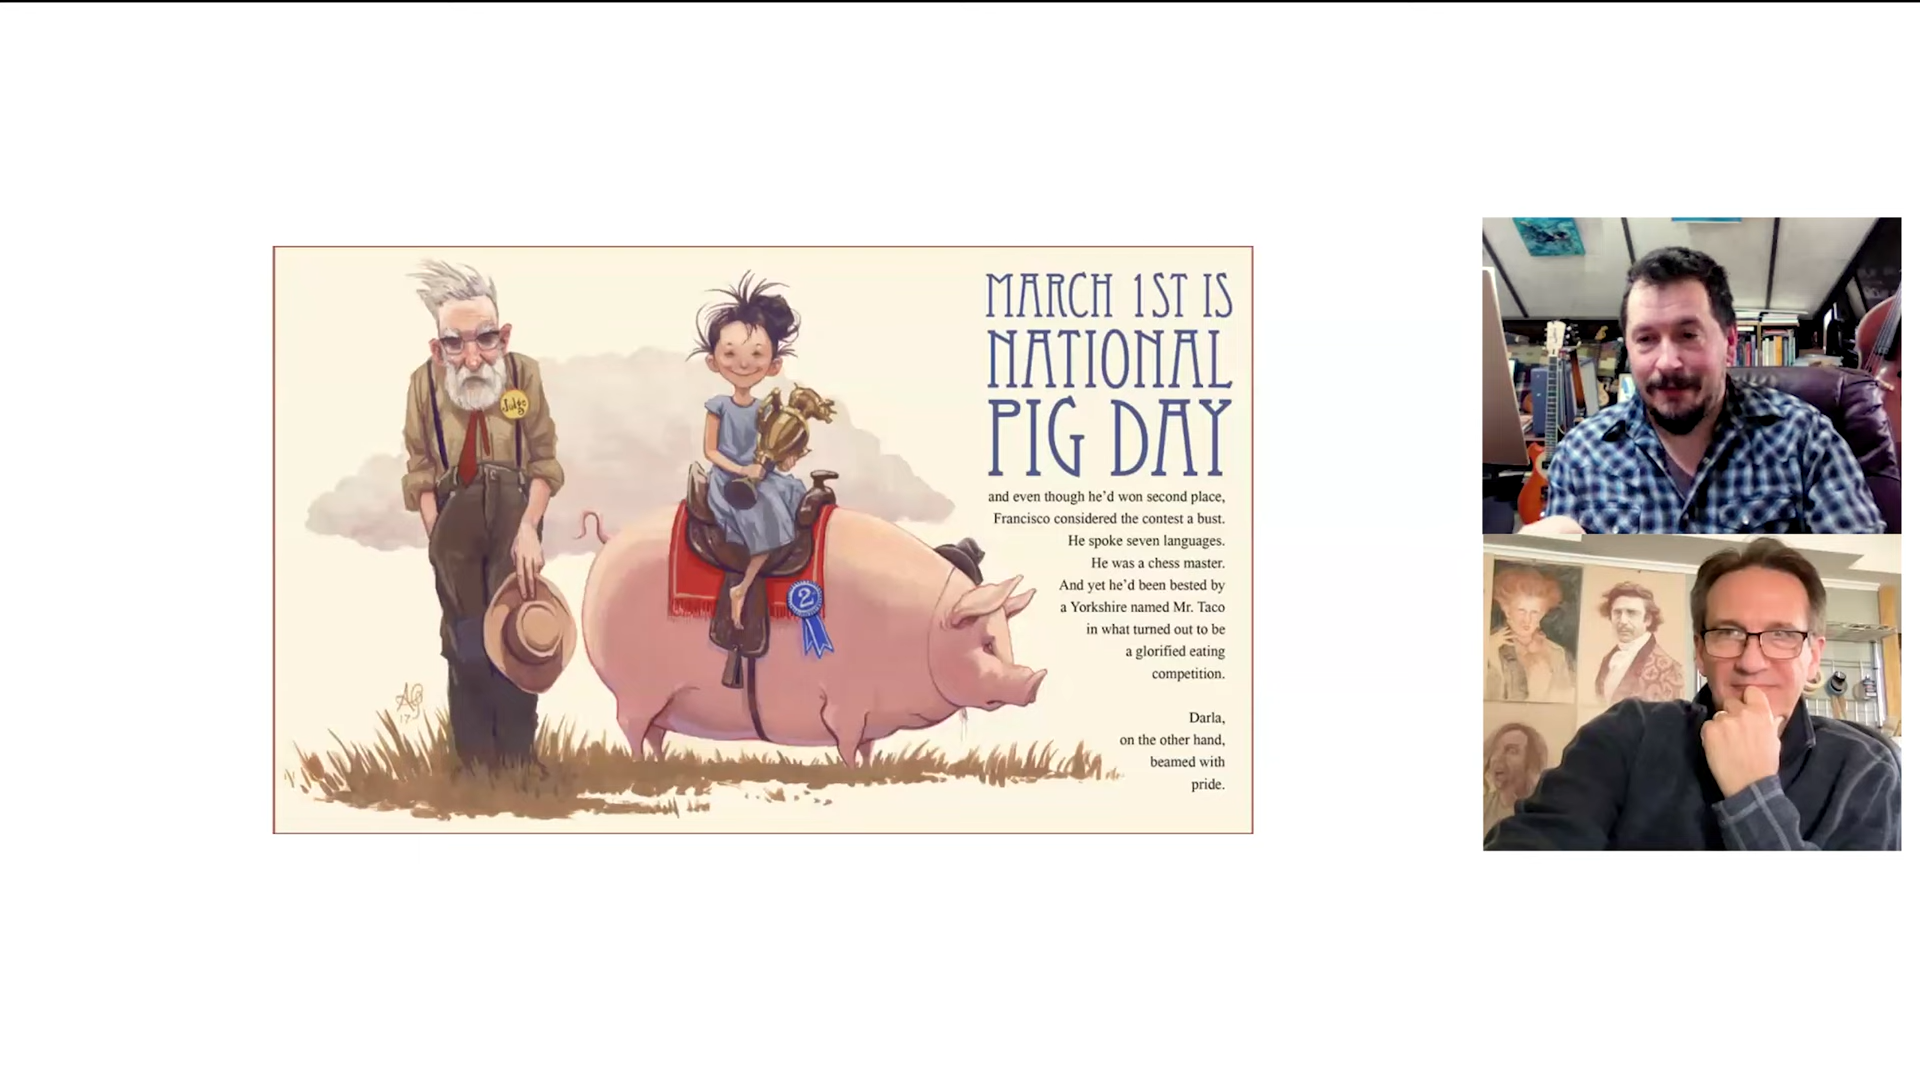 MARCH 1ST IS
NATIONAL
PIG DAY
and even though he'd won second place,
Francisco considered the contest a bust.
He spoke seven languages.
He was a chess master.
And yet he'd been bested by
a Yorkshire named Mr. Taco
in what turned out to be
a glorified eating
competition.
Darla,
on the other hand,
beamed with
pride.
Judge
2
17